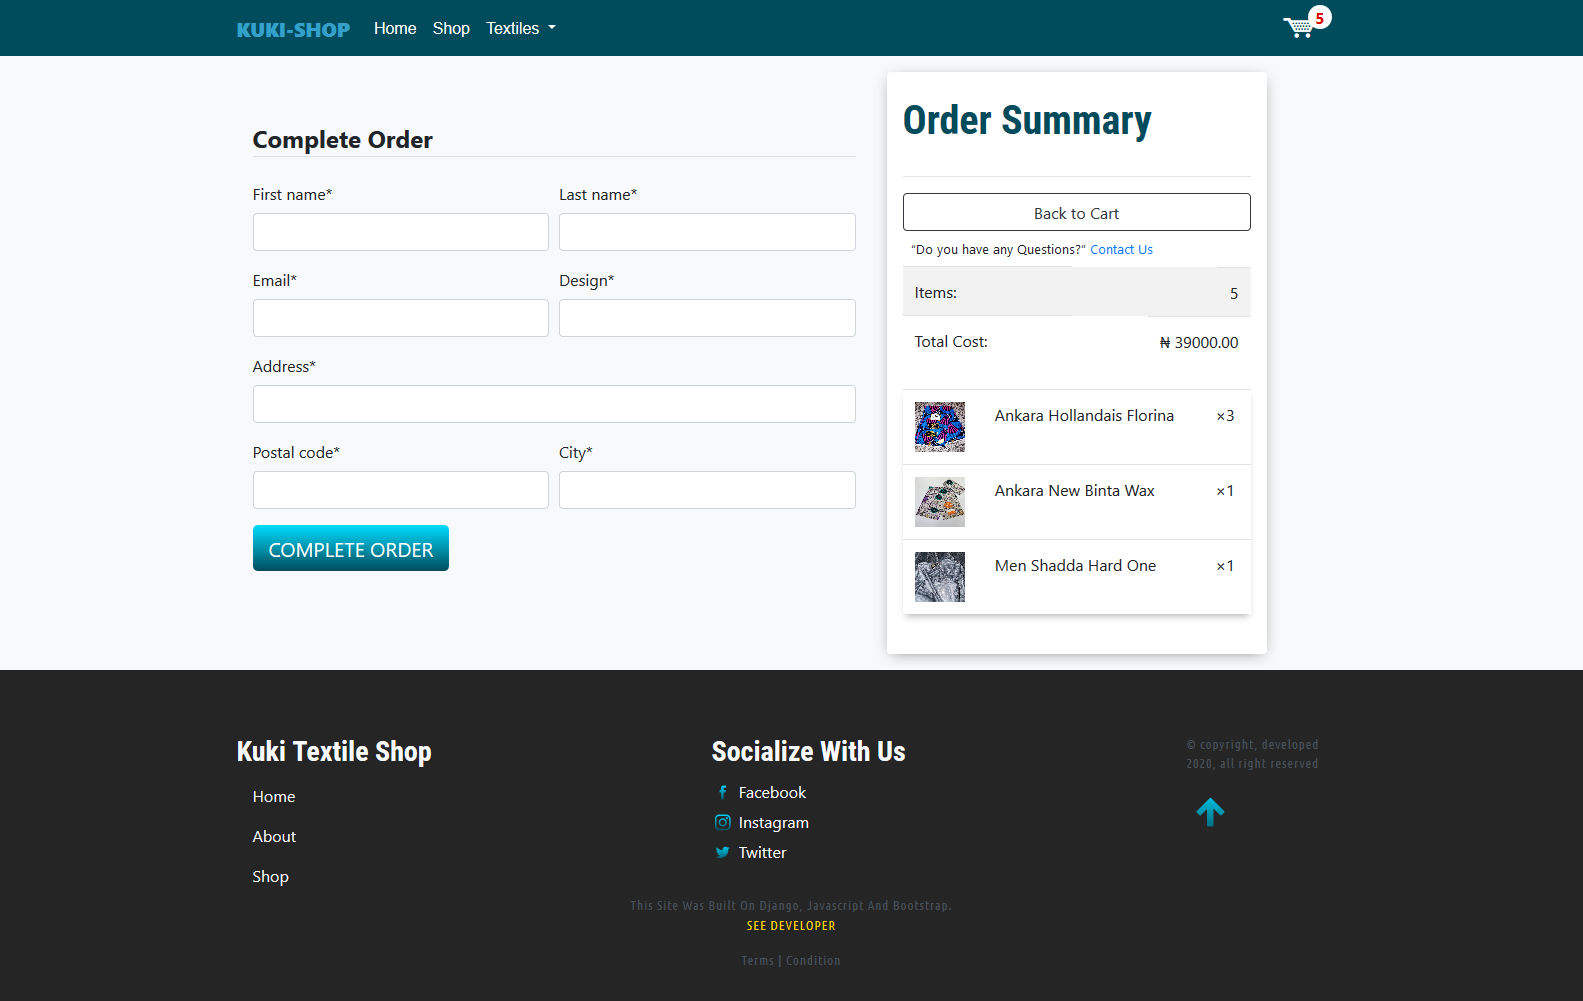 KUKI-SHOP Home Shop Textiles 5
Complete Order
First name* Last name*
Email* Design*
Address*
Postal code* City*
COMPLETE ORDER
Order Summary
Back to Cart
“Do you have any Questions?” Contact Us
Items: 5
Total Cost: ₦ 39000.00
Ankara Hollandais Florina ×3
Ankara New Binta Wax ×1
Men Shadda Hard One ×1
Kuki Textile Shop
Home
About
Shop
Socialize With Us
Facebook
Instagram
Twitter
© copyright, developed
2020, all right reserved
This Site Was Built On Django, Javascript And Bootstrap.
SEE DEVELOPER
Terms | Condition